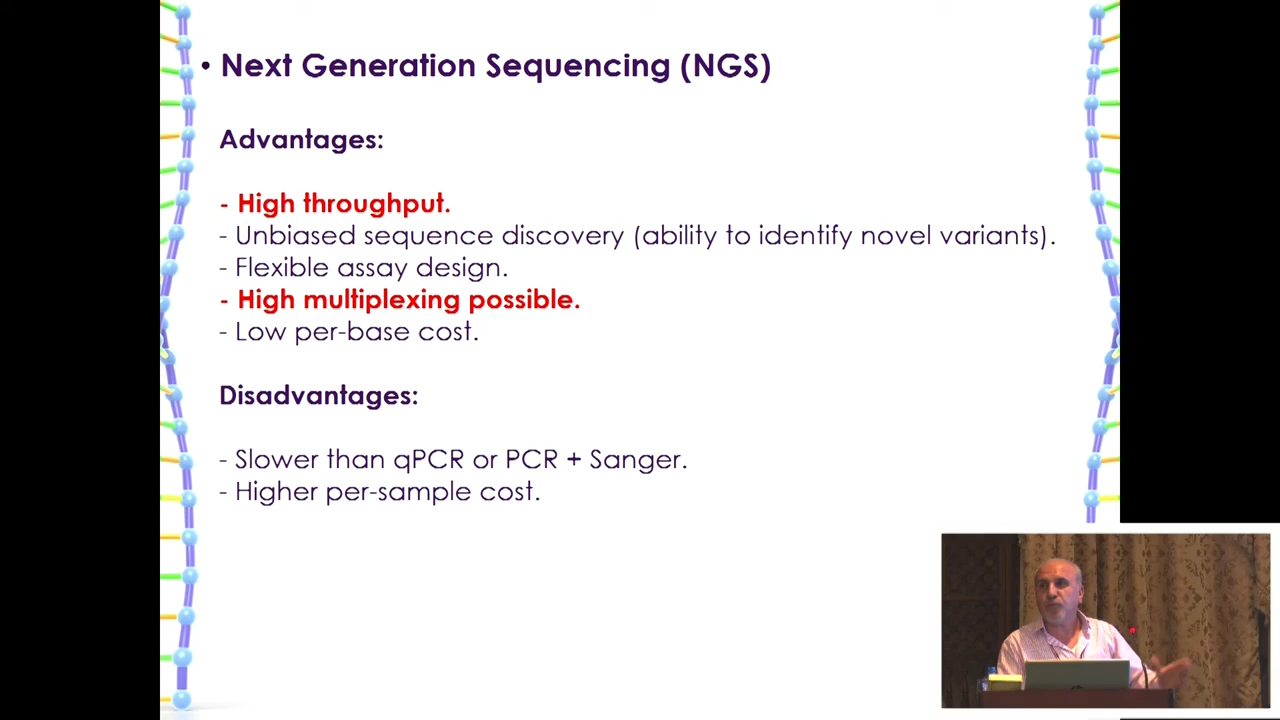 • Next Generation Sequencing (NGS)
Advantages:
- High throughput.
- Unbiased sequence discovery (ability to identify novel variants).
- Flexible assay design.
- High multiplexing possible.
- Low per-base cost.
Disadvantages:
- Slower than qPCR or PCR + Sanger.
- Higher per-sample cost.